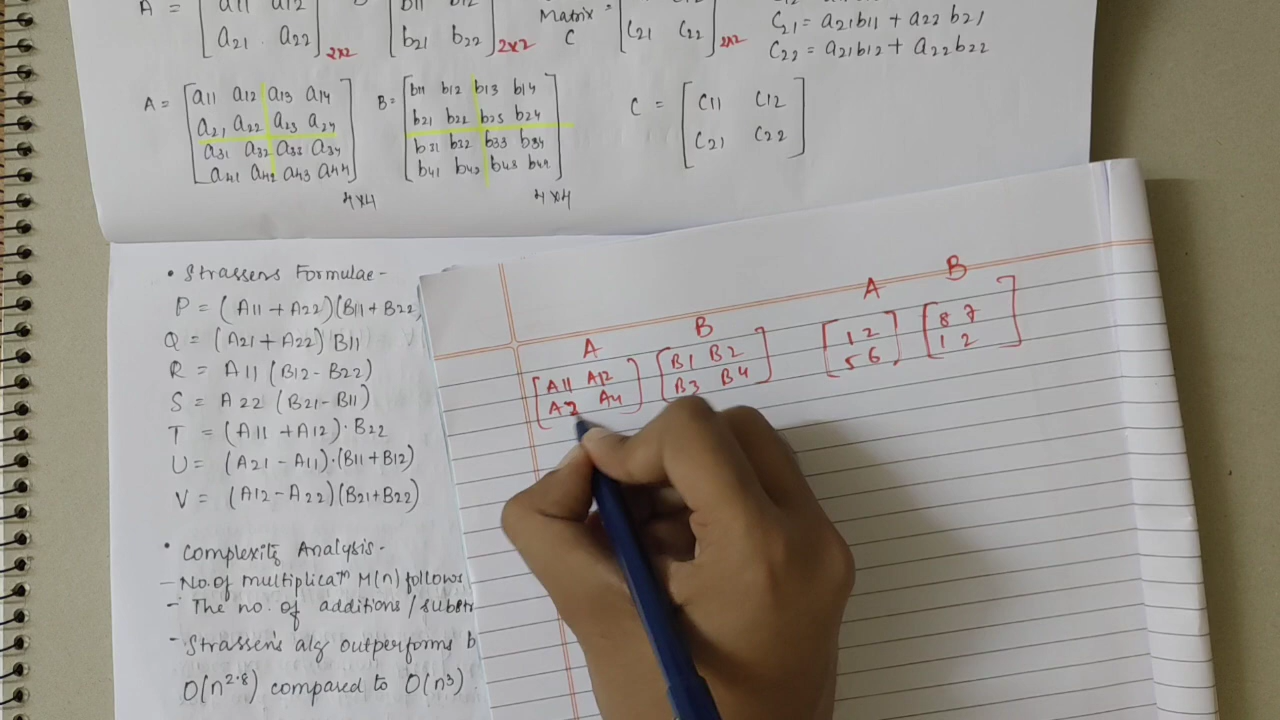 A = [ a11 a12
a21 a22 ] 2x2
b11 b12
b21 b22 ] 2x2
Matrix =
C
C21 C22 ] 2x2
C21 = a21b11 + a22 b21
C22 = a21b12 + a22b22
A = [ a11 a12 a13 a14
a21 a22 a23 a24
a31 a32 a33 a34
a41 a42 a43 a44 ]
4x4
B = [ b11 b12 b13 b14
b21 b22 b23 b24
b31 b32 b33 b34
b41 b42 b43 b44 ]
4x4
C = [ C11 C12
C21 C22 ]
• Strassens Formulae -
P = (A11 + A22)(B11 + B22)
Q = (A21 + A22) B11
R = A11 (B12 - B22)
S = A22 (B21 - B11)
T = (A11 + A12)·B22
U = (A21 - A11)·(B11 + B12)
V = (A12 - A22)(B21 + B22)
• Complexity Analysis -
- No. of multiplicatn M(n) follows
- The no. of additions / substr
- Strassen's alg outperforms b
O(n2.8) compared to O(n3)
A B
[ A11 A12 ] [ B1 B2 ]
[ A2 A4 ] [ B3 B4 ]
A B
[ 1 2 ] [ 8 7 ]
[ 5 6 ] [ 1 2 ]